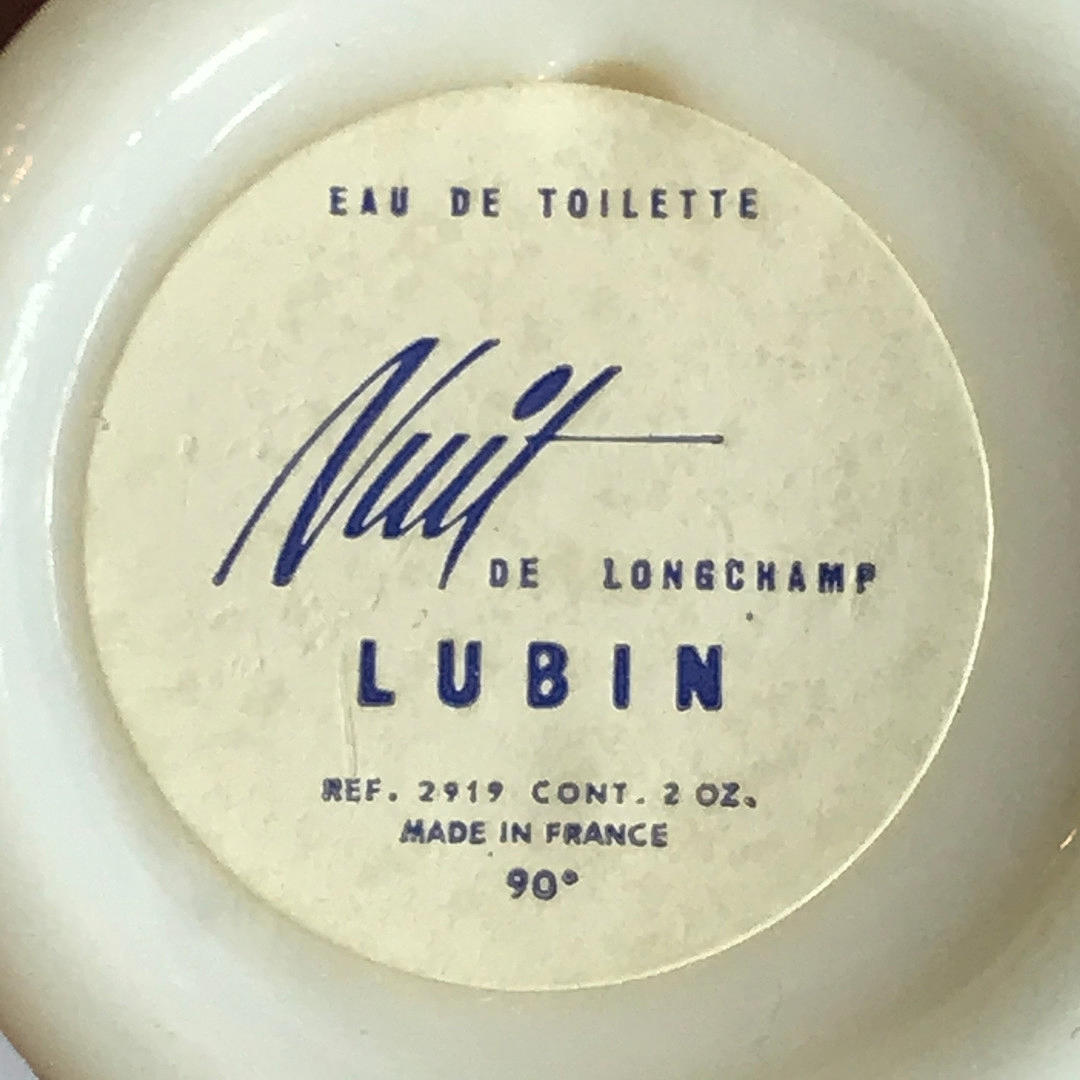 EAU DE TOILETTE
Nuit
DE LONGCHAMP
LUBIN
REF. 2919 CONT. 2 OZ.
MADE IN FRANCE
90°